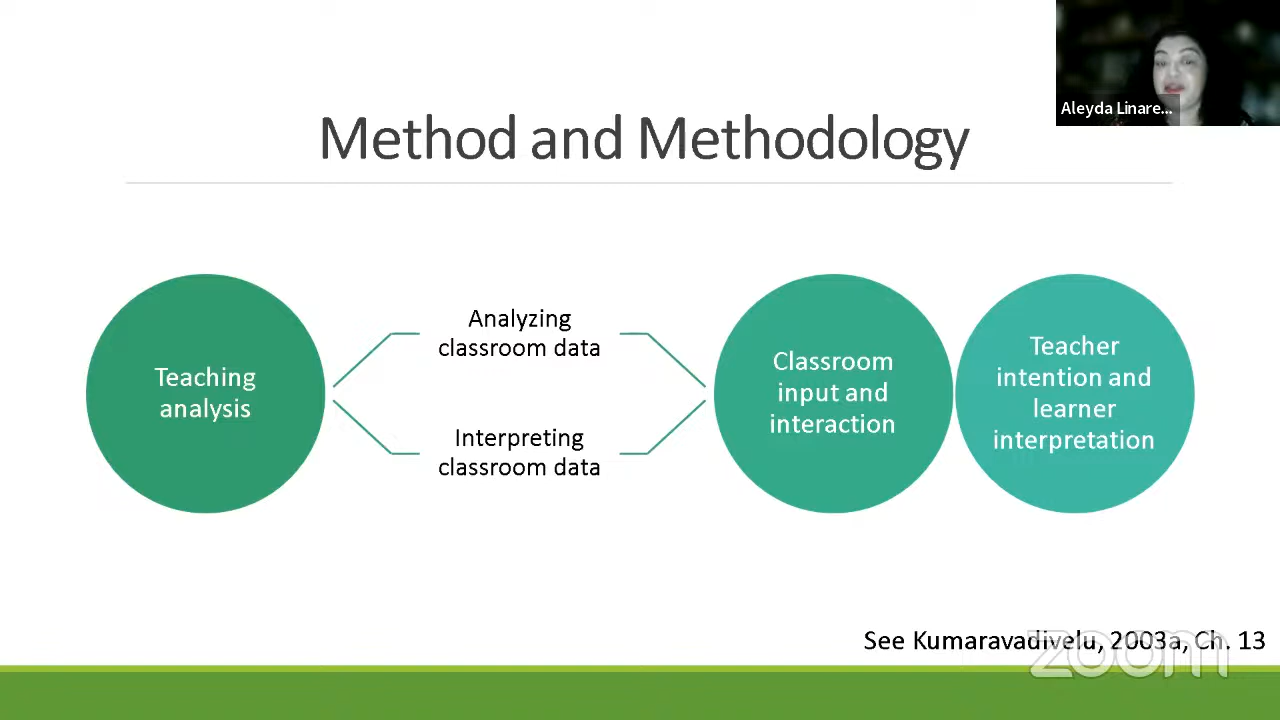 Aleyda Linare...
Method and Methodology
Teaching
analysis
Analyzing
classroom data
Interpreting
classroom data
Classroom
input and
interaction
Teacher
intention and
learner
interpretation
See Kumaravadivelu, 2003a, Ch. 13
zoom